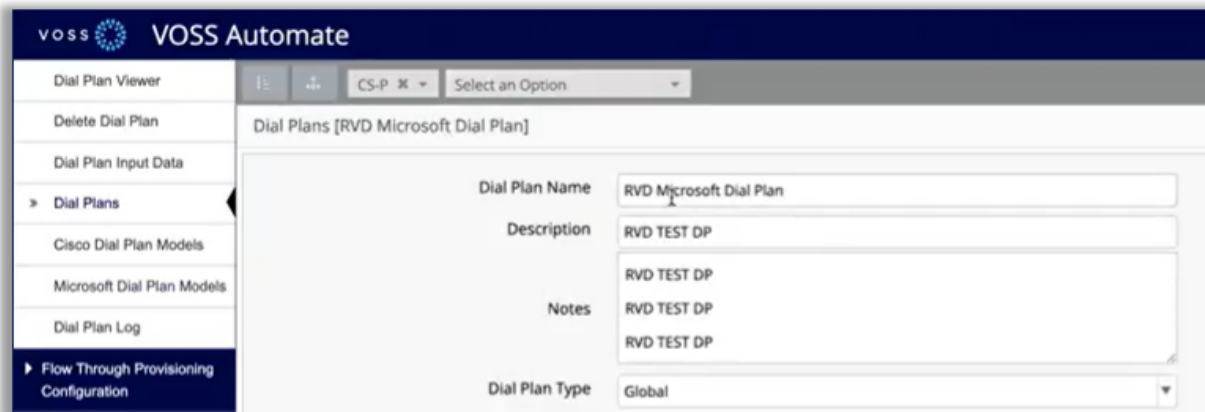 voss VOSS Automate
Dial Plan Viewer
Delete Dial Plan
Dial Plan Input Data
» Dial Plans
Cisco Dial Plan Models
Microsoft Dial Plan Models
Dial Plan Log
Flow Through Provisioning
Configuration
CS-P Select an Option
Dial Plans [RVD Microsoft Dial Plan]
Dial Plan Name RVD Microsoft Dial Plan
Description RVD TEST DP
Notes
RVD TEST DP
RVD TEST DP
RVD TEST DP
Dial Plan Type Global